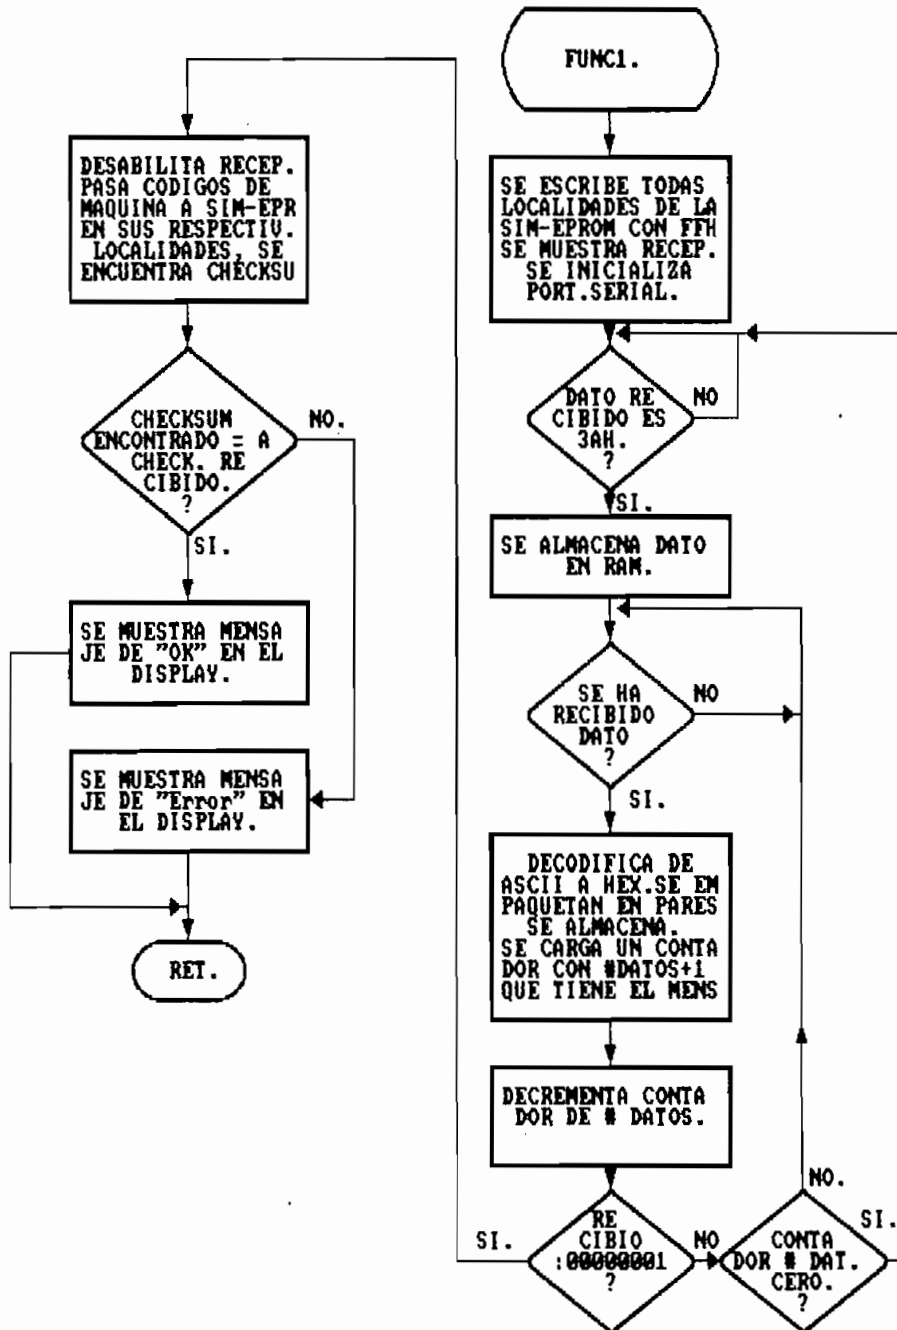 FUNC1.
SE ESCRIBE TODAS
LOCALIDADES DE LA
SIM-EPROM CON FFH
SE MUESTRA RECEP.
SE INICIALIZA
PORT.SERIAL.
DATO RE
CIBIDO ES
3AH.
?
NO
SI.
SE ALMACENA DATO
EN RAM.
SE HA
RECIBIDO
DATO
?
NO
SI.
DECODIFICA DE
ASCII A HEX.SE EM
PAQUETAN EN PARES
SE ALMACENA.
SE CARGA UN CONTA
DOR CON #DATOS+1
QUE TIENE EL MENS
DECREMENTA CONTA
DOR DE # DATOS.
RE
CIBIO
:00000001
?
SI.
NO
CONTA
DOR # DAT.
CERO.
?
NO.
SI.
DESABILITA RECEP.
PASA CODIGOS DE
MAQUINA A SIM-EPR
EN SUS RESPECTIV.
LOCALIDADES, SE
ENCUENTRA CHECKSU
CHECKSUM
ENCONTRADO = A
CHECK. RE
CIBIDO.
?
NO.
SI.
SE MUESTRA MENSA
JE DE "OK" EN EL
DISPLAY.
SE MUESTRA MENSA
JE DE "Error" EN
EL DISPLAY.
RET.